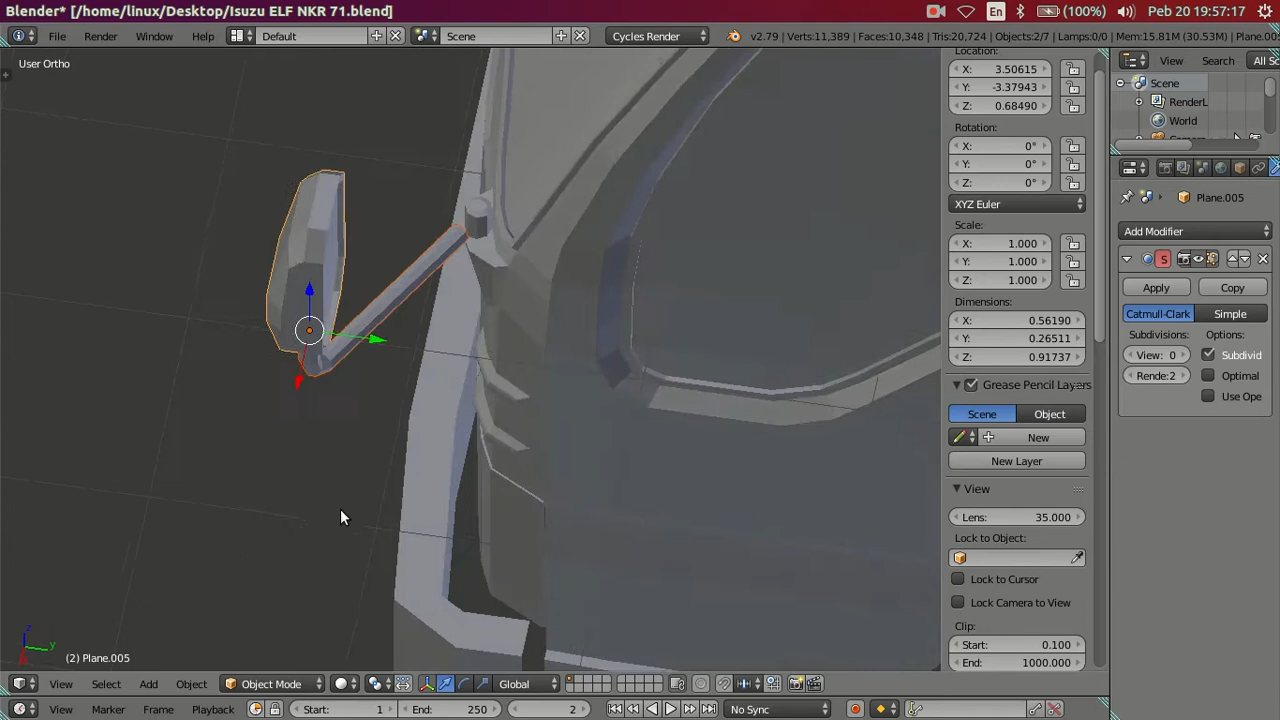 Blender* [/home/linux/Desktop/Isuzu ELF NKR 71.blend]
En (100%) Peb 20 19:57:17
File Render Window Help Default Scene Cycles Render v2.79 | Verts:11,389 | Faces:10,348 | Tris:20,724 | Objects:2/7 | Lamps:0/0 | Mem:15.81M (30.53M) | Plane.005
User Ortho
(2) Plane.005
Location:
X: 3.50615
Y: -3.37943
Z: 0.68490
Rotation:
X: 0°
Y: 0°
Z: 0°
XYZ Euler
Scale:
X: 1.000
Y: 1.000
Z: 1.000
Dimensions:
X: 0.56190
Y: 0.26511
Z: 0.91737
Grease Pencil Layers
Scene Object
New
New Layer
View
Lens: 35.000
Lock to Object:
Lock to Cursor
Lock Camera to View
Clip:
Start: 0.100
End: 1000.000
View Search All Sc
Scene
RenderL
World
Plane.005
Add Modifier
S
Apply Copy
Catmull-Clark Simple
Subdivisions: Options:
View: 0 Subdivid
Rende: 2 Optimal
Use Ope
View Select Add Object Object Mode Global
View Marker Frame Playback Start: 1 End: 250 2 No Sync